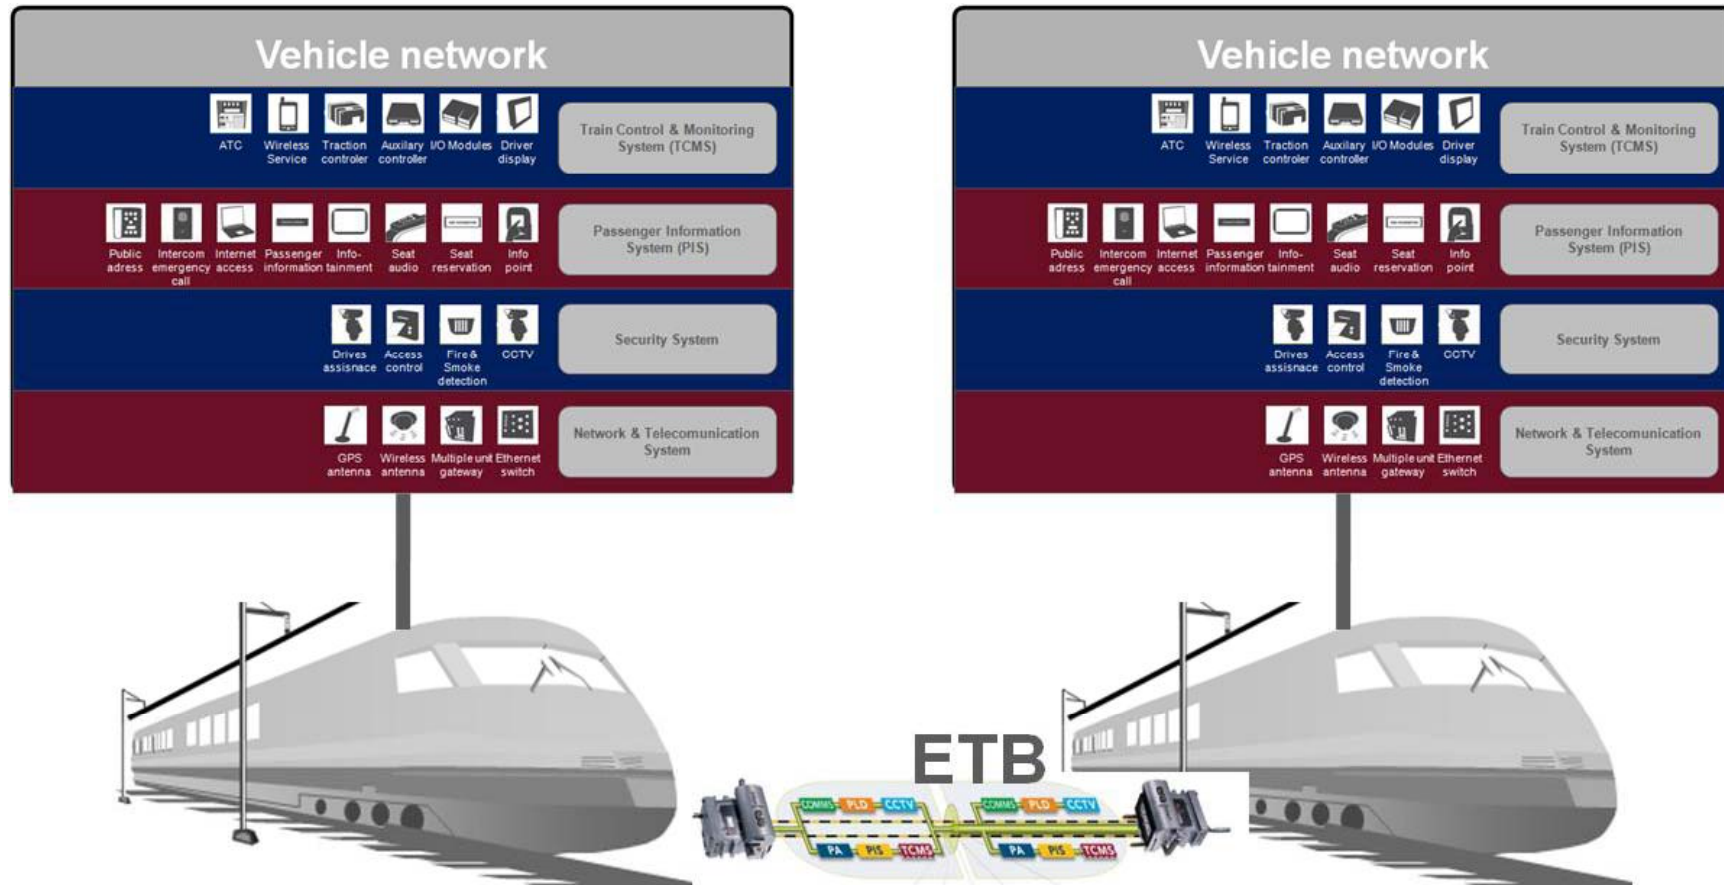 Vehicle network
ATC
Wireless
Service
Traction
controler
Auxilary
controller
I/O Modules
Driver
display
Train Control & Monitoring
System (TCMS)
Public
adress
Intercom
emergency
call
Internet
access
Passenger
information
Info-
tainment
Seat
audio
Seat
reservation
Info
point
Passenger Information
System (PIS)
Drives
assisnace
Access
control
Fire &
Smoke
detection
CCTV
Security System
GPS
antenna
Wireless
antenna
Multiple unit
gateway
Ethernet
switch
Network & Telecomunication
System
Vehicle network
ATC
Wireless
Service
Traction
controler
Auxilary
controller
I/O Modules
Driver
display
Train Control & Monitoring
System (TCMS)
Public
adress
Intercom
emergency
call
Internet
access
Passenger
information
Info-
tainment
Seat
audio
Seat
reservation
Info
point
Passenger Information
System (PIS)
Drives
assisnace
Access
control
Fire &
Smoke
detection
CCTV
Security System
GPS
antenna
Wireless
antenna
Multiple unit
gateway
Ethernet
switch
Network & Telecomunication
System
ETB
COMMS PLD CCTV
PA PIS TCMS
COMMS PLD CCTV
PA PIS TCMS